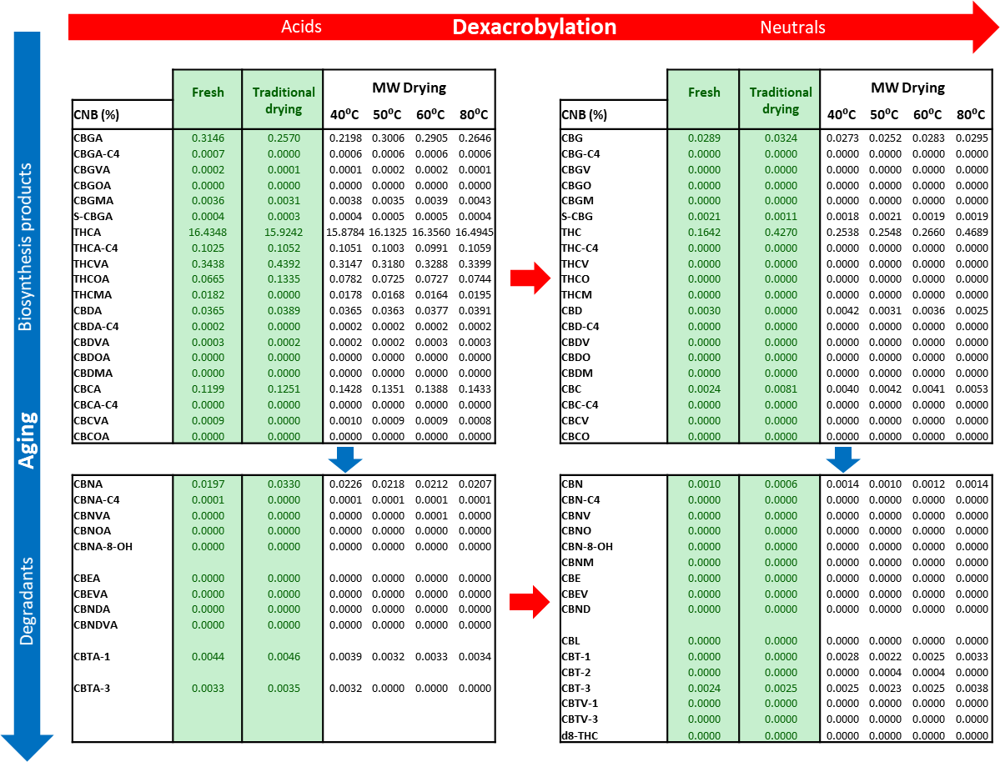 Acids Dexacrobylation Neutrals
Aging
Biosynthesis products
Degradants
Fresh Traditional drying MW Drying
CNB (%) 40⁰C 50⁰C 60⁰C 80⁰C
CBGA 0.3146 0.2570 0.2198 0.3006 0.2905 0.2646
CBGA-C4 0.0007 0.0000 0.0006 0.0006 0.0006 0.0006
CBGVA 0.0002 0.0001 0.0001 0.0002 0.0002 0.0001
CBGOA 0.0000 0.0000 0.0000 0.0000 0.0000 0.0000
CBGMA 0.0036 0.0031 0.0038 0.0035 0.0039 0.0043
S-CBGA 0.0004 0.0003 0.0004 0.0005 0.0005 0.0004
THCA 16.4348 15.9242 15.8784 16.1325 16.3560 16.4945
THCA-C4 0.1025 0.1052 0.1051 0.1003 0.0991 0.1059
THCVA 0.3438 0.4392 0.3147 0.3180 0.3288 0.3399
THCOA 0.0665 0.1335 0.0782 0.0725 0.0727 0.0744
THCMA 0.0182 0.0000 0.0178 0.0168 0.0164 0.0195
CBDA 0.0365 0.0389 0.0365 0.0363 0.0377 0.0391
CBDA-C4 0.0002 0.0000 0.0002 0.0002 0.0002 0.0002
CBDVA 0.0003 0.0002 0.0002 0.0002 0.0003 0.0003
CBDOA 0.0000 0.0000 0.0000 0.0000 0.0000 0.0000
CBDMA 0.0000 0.0000 0.0000 0.0000 0.0000 0.0000
CBCA 0.1199 0.1251 0.1428 0.1351 0.1388 0.1433
CBCA-C4 0.0000 0.0000 0.0000 0.0000 0.0000 0.0000
CBCVA 0.0009 0.0000 0.0010 0.0009 0.0009 0.0008
CBCOA 0.0000 0.0000 0.0000 0.0000 0.0000 0.0000
CBNA 0.0197 0.0330 0.0226 0.0218 0.0212 0.0207
CBNA-C4 0.0001 0.0000 0.0001 0.0001 0.0001 0.0001
CBNVA 0.0000 0.0000 0.0000 0.0000 0.0001 0.0000
CBNOA 0.0000 0.0000 0.0000 0.0000 0.0000 0.0000
CBNA-8-OH 0.0000 0.0000 0.0000 0.0000 0.0000 0.0000
CBEA 0.0000 0.0000 0.0000 0.0000 0.0000 0.0000
CBEVA 0.0000 0.0000 0.0000 0.0000 0.0000 0.0000
CBNDA 0.0000 0.0000 0.0000 0.0000 0.0000 0.0000
CBNDVA 0.0000 0.0000 0.0000 0.0000 0.0000 0.0000
CBTA-1 0.0044 0.0046 0.0039 0.0032 0.0033 0.0034
CBTA-3 0.0033 0.0035 0.0032 0.0000 0.0000 0.0000
Fresh Traditional drying MW Drying
CNB (%) 40⁰C 50⁰C 60⁰C 80⁰C
CBG 0.0289 0.0324 0.0273 0.0252 0.0283 0.0295
CBG-C4 0.0000 0.0000 0.0000 0.0000 0.0000 0.0000
CBGV 0.0000 0.0000 0.0000 0.0000 0.0000 0.0000
CBGO 0.0000 0.0000 0.0000 0.0000 0.0000 0.0000
CBGM 0.0000 0.0000 0.0000 0.0000 0.0000 0.0000
S-CBG 0.0021 0.0011 0.0018 0.0021 0.0019 0.0019
THC 0.1642 0.4270 0.2538 0.2548 0.2660 0.4689
THC-C4 0.0000 0.0000 0.0000 0.0000 0.0000 0.0000
THCV 0.0000 0.0000 0.0000 0.0000 0.0000 0.0000
THCO 0.0000 0.0000 0.0000 0.0000 0.0000 0.0000
THCM 0.0000 0.0000 0.0000 0.0000 0.0000 0.0000
CBD 0.0030 0.0000 0.0042 0.0031 0.0036 0.0025
CBD-C4 0.0000 0.0000 0.0000 0.0000 0.0000 0.0000
CBDV 0.0000 0.0000 0.0000 0.0000 0.0000 0.0000
CBDO 0.0000 0.0000 0.0000 0.0000 0.0000 0.0000
CBDM 0.0000 0.0000 0.0000 0.0000 0.0000 0.0000
CBC 0.0024 0.0081 0.0040 0.0042 0.0041 0.0053
CBC-C4 0.0000 0.0000 0.0000 0.0000 0.0000 0.0000
CBCV 0.0000 0.0000 0.0000 0.0000 0.0000 0.0000
CBCO 0.0000 0.0000 0.0000 0.0000 0.0000 0.0000
CBN 0.0010 0.0006 0.0014 0.0010 0.0012 0.0014
CBN-C4 0.0000 0.0000 0.0000 0.0000 0.0000 0.0000
CBNV 0.0000 0.0000 0.0000 0.0000 0.0000 0.0000
CBNO 0.0000 0.0000 0.0000 0.0000 0.0000 0.0000
CBN-8-OH 0.0000 0.0000 0.0000 0.0000 0.0000 0.0000
CBNM 0.0000 0.0000 0.0000 0.0000 0.0000 0.0000
CBE 0.0000 0.0000 0.0000 0.0000 0.0000 0.0000
CBEV 0.0000 0.0000 0.0000 0.0000 0.0000 0.0000
CBND 0.0000 0.0000 0.0000 0.0000 0.0000 0.0000
CBL 0.0000 0.0000 0.0000 0.0000 0.0000 0.0000
CBT-1 0.0000 0.0000 0.0028 0.0022 0.0025 0.0033
CBT-2 0.0000 0.0000 0.0000 0.0004 0.0004 0.0000
CBT-3 0.0024 0.0025 0.0025 0.0023 0.0025 0.0038
CBTV-1 0.0000 0.0000 0.0000 0.0000 0.0000 0.0000
CBTV-3 0.0000 0.0000 0.0000 0.0000 0.0000 0.0000
d8-THC 0.0000 0.0000 0.0000 0.0000 0.0000 0.0000